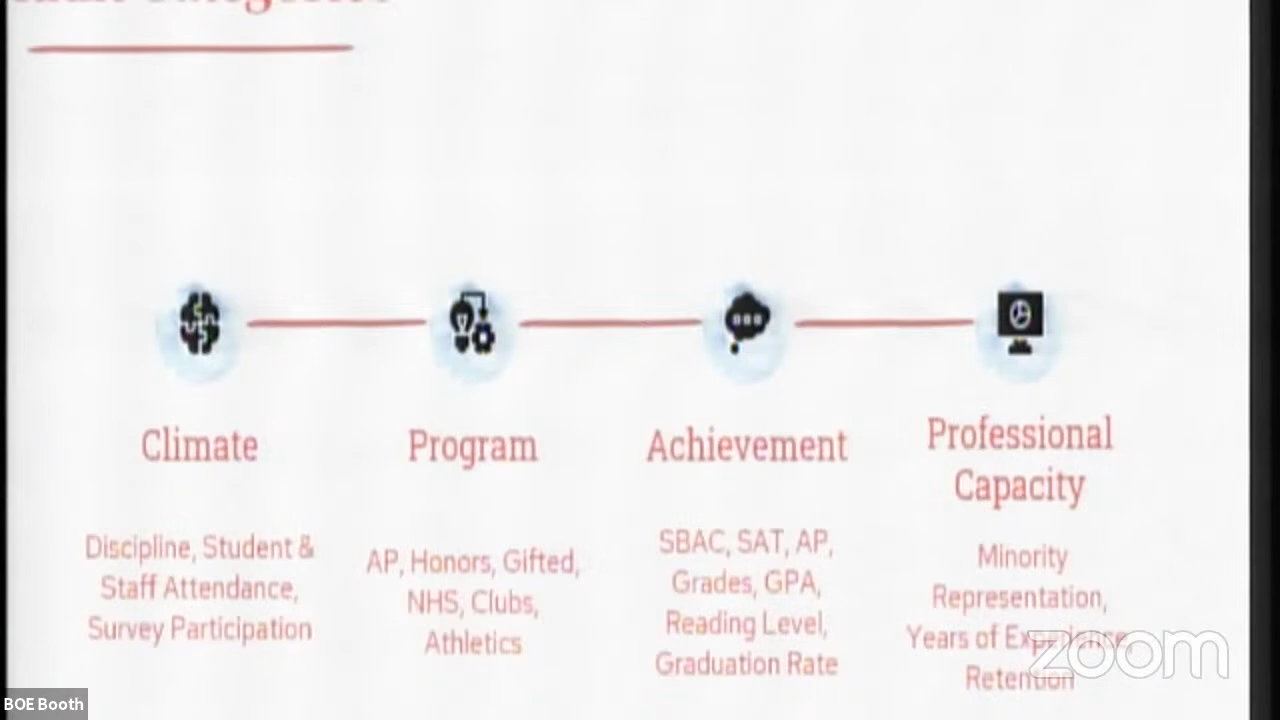 Climate
Discipline, Student &
Staff Attendance,
Survey Participation
Program
AP, Honors, Gifted,
NHS, Clubs,
Athletics
Achievement
SBAC, SAT, AP,
Grades, GPA,
Reading Level,
Graduation Rate
Professional
Capacity
Minority
Representation,
Years of Experience,
Retention
zoom
BOE Booth